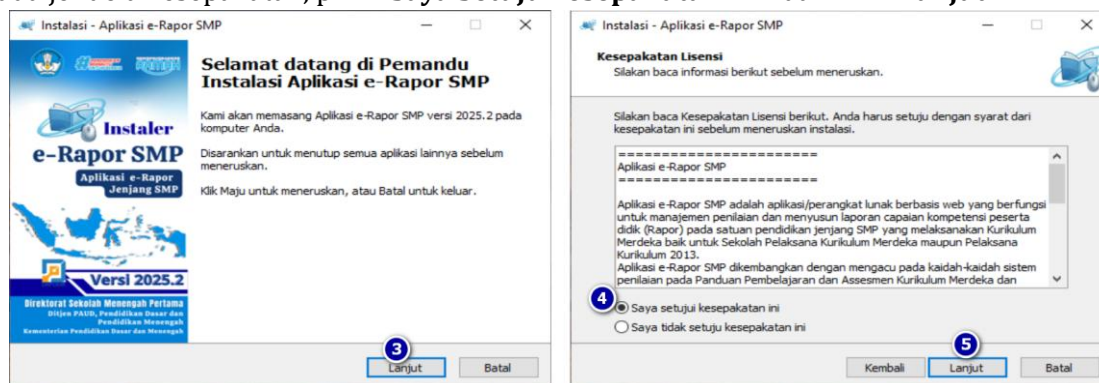 Instalasi - Aplikasi e-Rapor SMP
Selamat datang di Pemandu
Instalasi Aplikasi e-Rapor SMP
Kami akan memasang Aplikasi e-Rapor SMP versi 2025.2 pada
komputer Anda.
Disarankan untuk menutup semua aplikasi lainnya sebelum
meneruskan.
Klik Maju untuk meneruskan, atau Batal untuk keluar.
Instaler
e-Rapor SMP
Aplikasi e-Rapor
Jenjang SMP
Versi 2025.2
Direktorat Sekolah Menengah Pertama
Ditjen PAUD, Pendidikan Dasar dan
Pendidikan Menengah
Kementerian Pendidikan Dasar dan Menengah
3
Lanjut
Batal
Instalasi - Aplikasi e-Rapor SMP
Kesepakatan Lisensi
Silakan baca informasi berikut sebelum meneruskan.
Silakan baca Kesepakatan Lisensi berikut. Anda harus setuju dengan syarat dari
kesepakatan ini sebelum meneruskan instalasi.
=======================
Aplikasi e-Rapor SMP
=======================
Aplikasi e-Rapor SMP adalah aplikasi/perangkat lunak berbasis web yang berfungsi
untuk manajemen penilaian dan menyusun laporan capaian kompetensi peserta
didik (Rapor) pada satuan pendidikan jenjang SMP yang melaksanakan Kurikulum
Merdeka baik untuk Sekolah Pelaksana Kurikulum Merdeka maupun Pelaksana
Kurikulum 2013.
Aplikasi e-Rapor SMP dikembangkan dengan mengacu pada kaidah-kaidah sistem
penilaian pada Panduan Pembelajaran dan Assesmen Kurikulum Merdeka dan
4
Saya setujui kesepakatan ini
Saya tidak setuju kesepakatan ini
5
Kembali
Lanjut
Batal